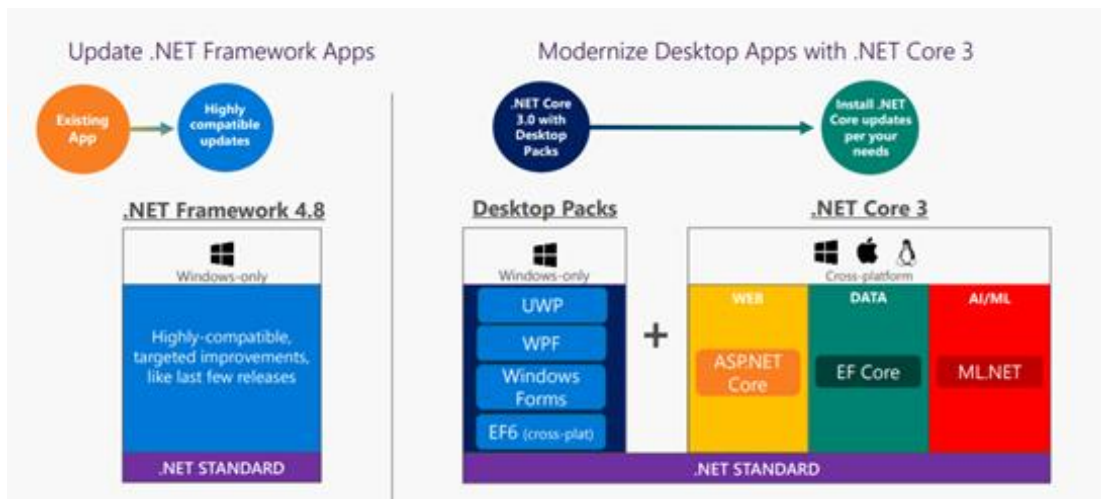 Update .NET Framework Apps
Existing
App
Highly
compatible
updates
.NET Framework 4.8
Windows-only
Highly-compatible,
targeted improvements,
like last few releases
.NET STANDARD
Modernize Desktop Apps with .NET Core 3
.NET Core
3.0 with
Desktop
Packs
Install .NET
Core updates
per your
needs
Desktop Packs
Windows-only
UWP
WPF
Windows
Forms
EF6 (cross-plat)
+
.NET Core 3
Cross-platform
WEB
ASP.NET
Core
DATA
EF Core
AI/ML
ML.NET
.NET STANDARD